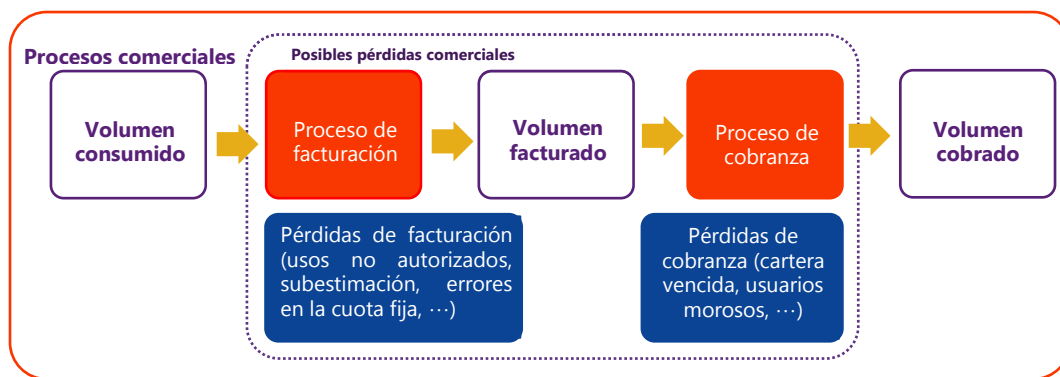 Procesos comerciales
Posibles pérdidas comerciales
Volumen
consumido
Proceso de
facturación
Volumen
facturado
Proceso de
cobranza
Volumen
cobrado
Pérdidas de facturación
(usos no autorizados,
subestimación, errores
en la cuota fija, ⋯)
Pérdidas de
cobranza (cartera
vencida, usuarios
morosos, ⋯)